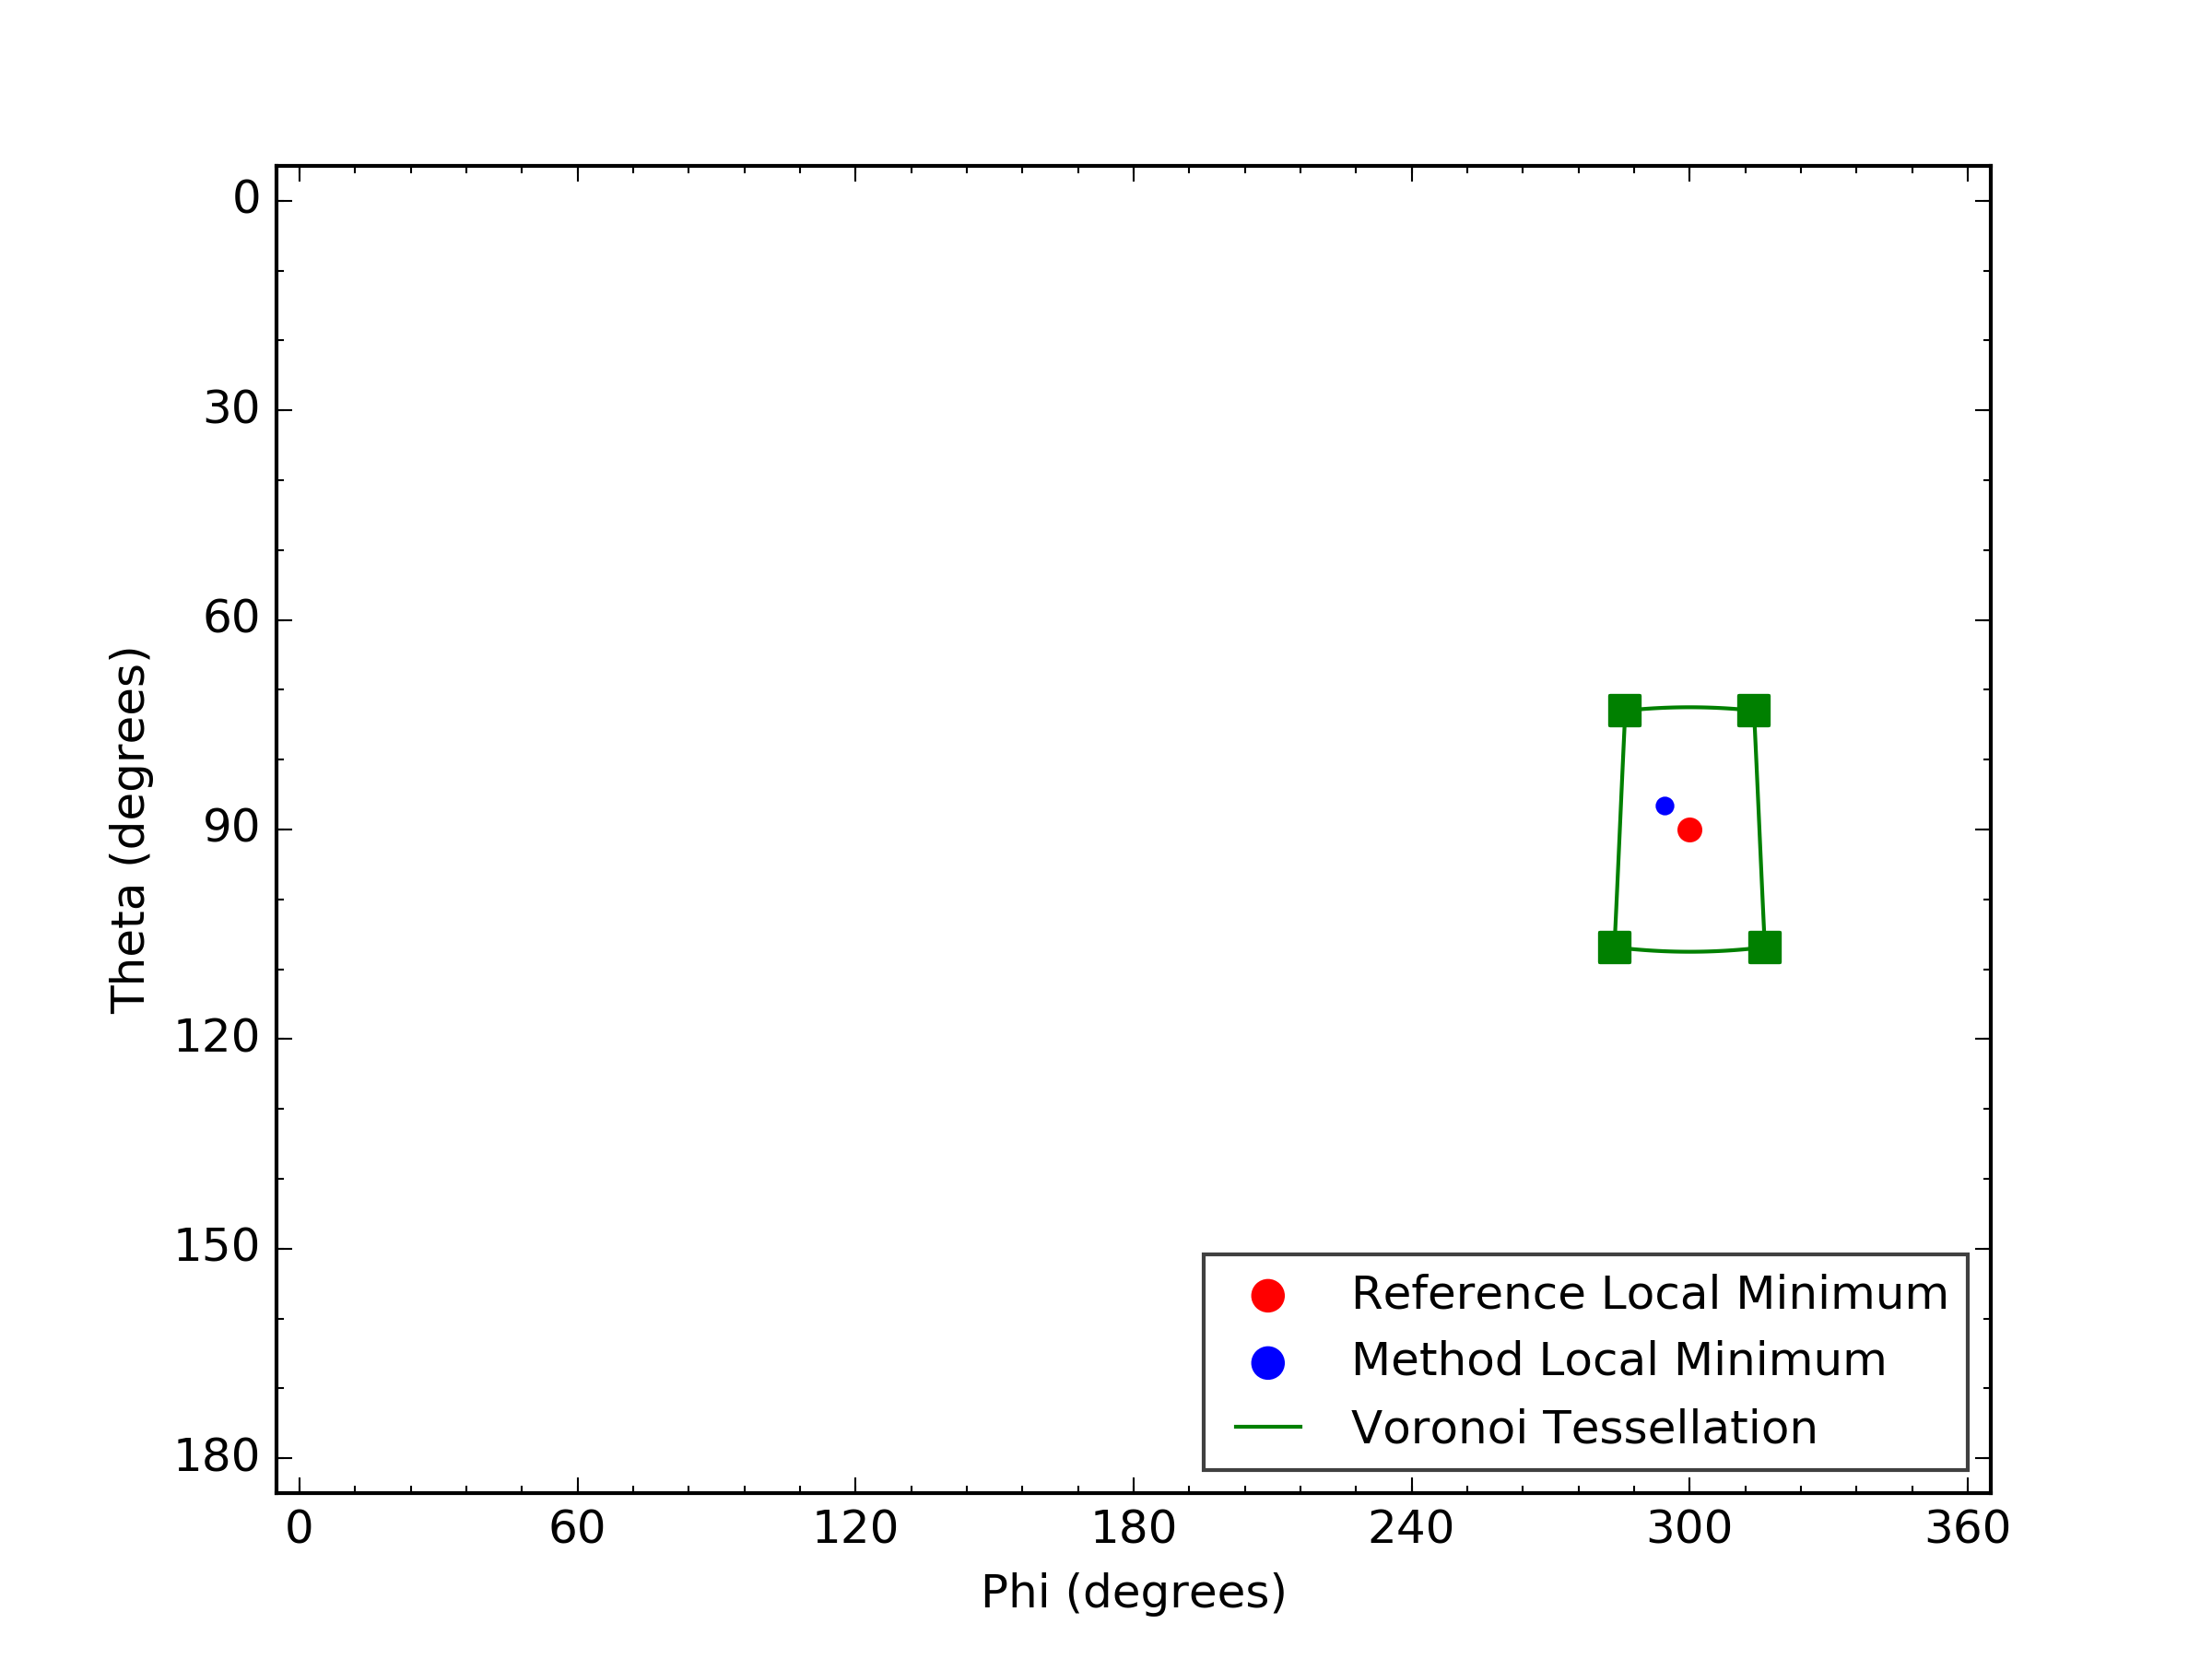 0
30
60
90
120
150
180
Theta (degrees)
Reference Local Minimum
Method Local Minimum
Voronoi Tessellation
0 60 120 180 240 300 360
Phi (degrees)